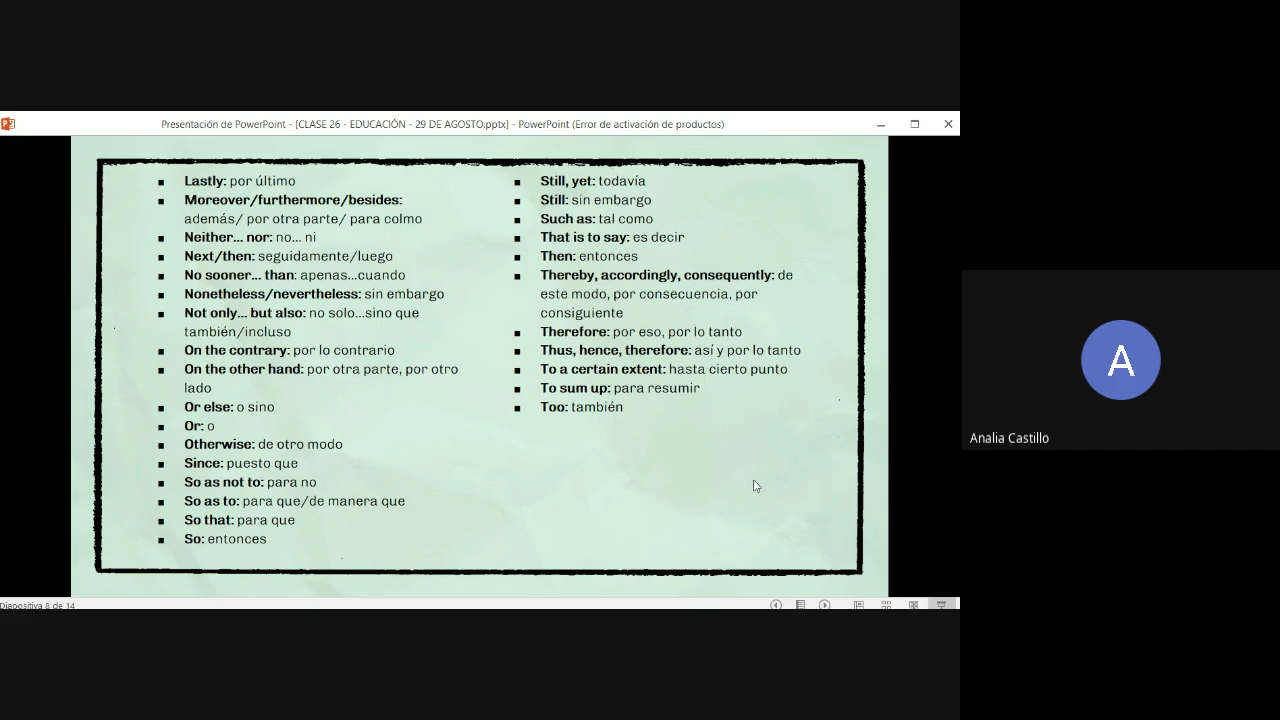 Presentación de PowerPoint - [CLASE 26 - EDUCACIÓN - 29 DE AGOSTO.pptx] - PowerPoint (Error de activación de productos)
■ Lastly: por último
■ Moreover/furthermore/besides:
además/ por otra parte/ para colmo
■ Neither... nor: no... ni
■ Next/then: seguidamente/luego
■ No sooner... than: apenas...cuando
■ Nonetheless/nevertheless: sin embargo
■ Not only... but also: no solo...sino que
también/incluso
■ On the contrary: por lo contrario
■ On the other hand: por otra parte, por otro
lado
■ Or else: o sino
■ Or: o
■ Otherwise: de otro modo
■ Since: puesto que
■ So as not to: para no
■ So as to: para que/de manera que
■ So that: para que
■ So: entonces
■ Still, yet: todavía
■ Still: sin embargo
■ Such as: tal como
■ That is to say: es decir
■ Then: entonces
■ Thereby, accordingly, consequently: de
este modo, por consecuencia, por
consiguiente
■ Therefore: por eso, por lo tanto
■ Thus, hence, therefore: así y por lo tanto
■ To a certain extent: hasta cierto punto
■ To sum up: para resumir
■ Too: también
Diapositiva 8 de 14
A
Analia Castillo